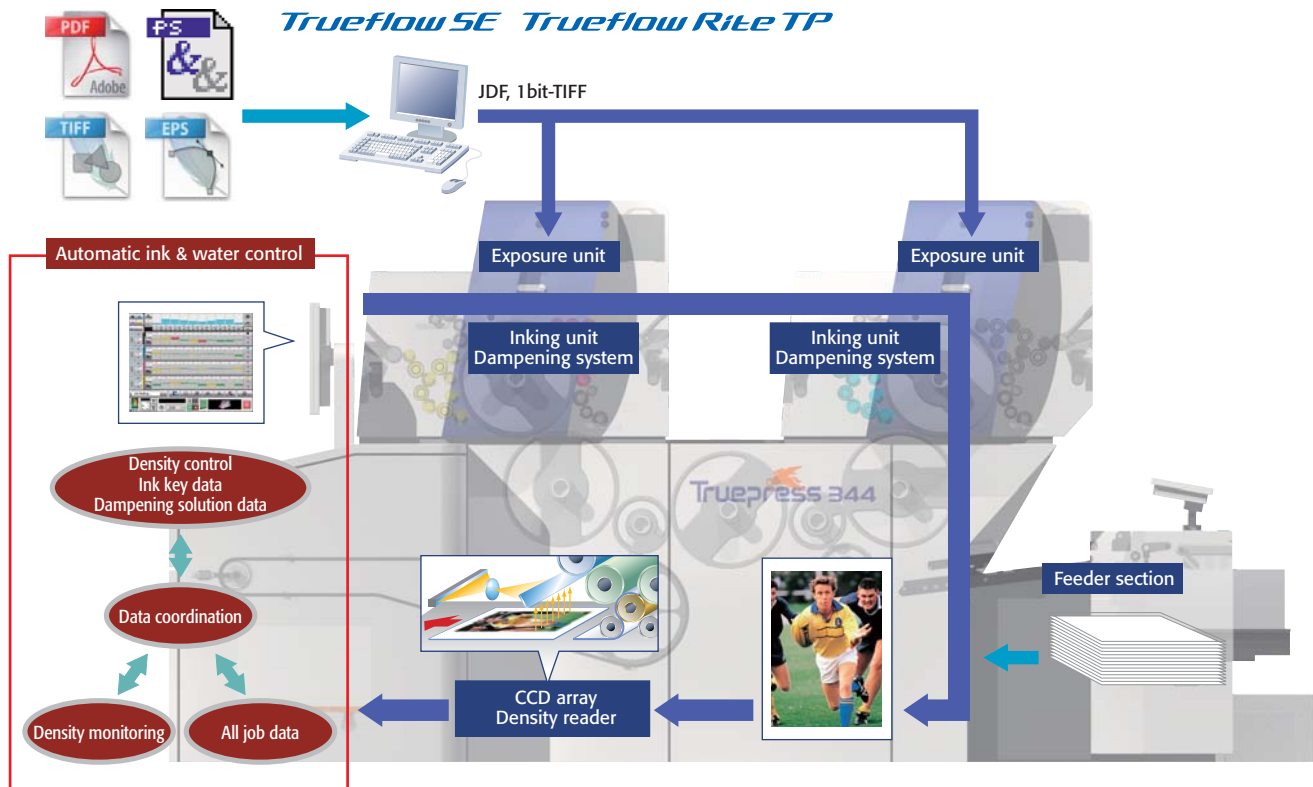 Trueflow SE Trueflow Rite TP
PDF
Adobe
PS
&&
TIFF
EPS
JDF, 1bit-TIFF
Exposure unit
Exposure unit
Automatic ink & water control
Inking unit
Dampening system
Inking unit
Dampening system
Density control
Ink key data
Dampening solution data
Truepress 344
Feeder section
Data coordination
CCD array
Density reader
Density monitoring
All job data